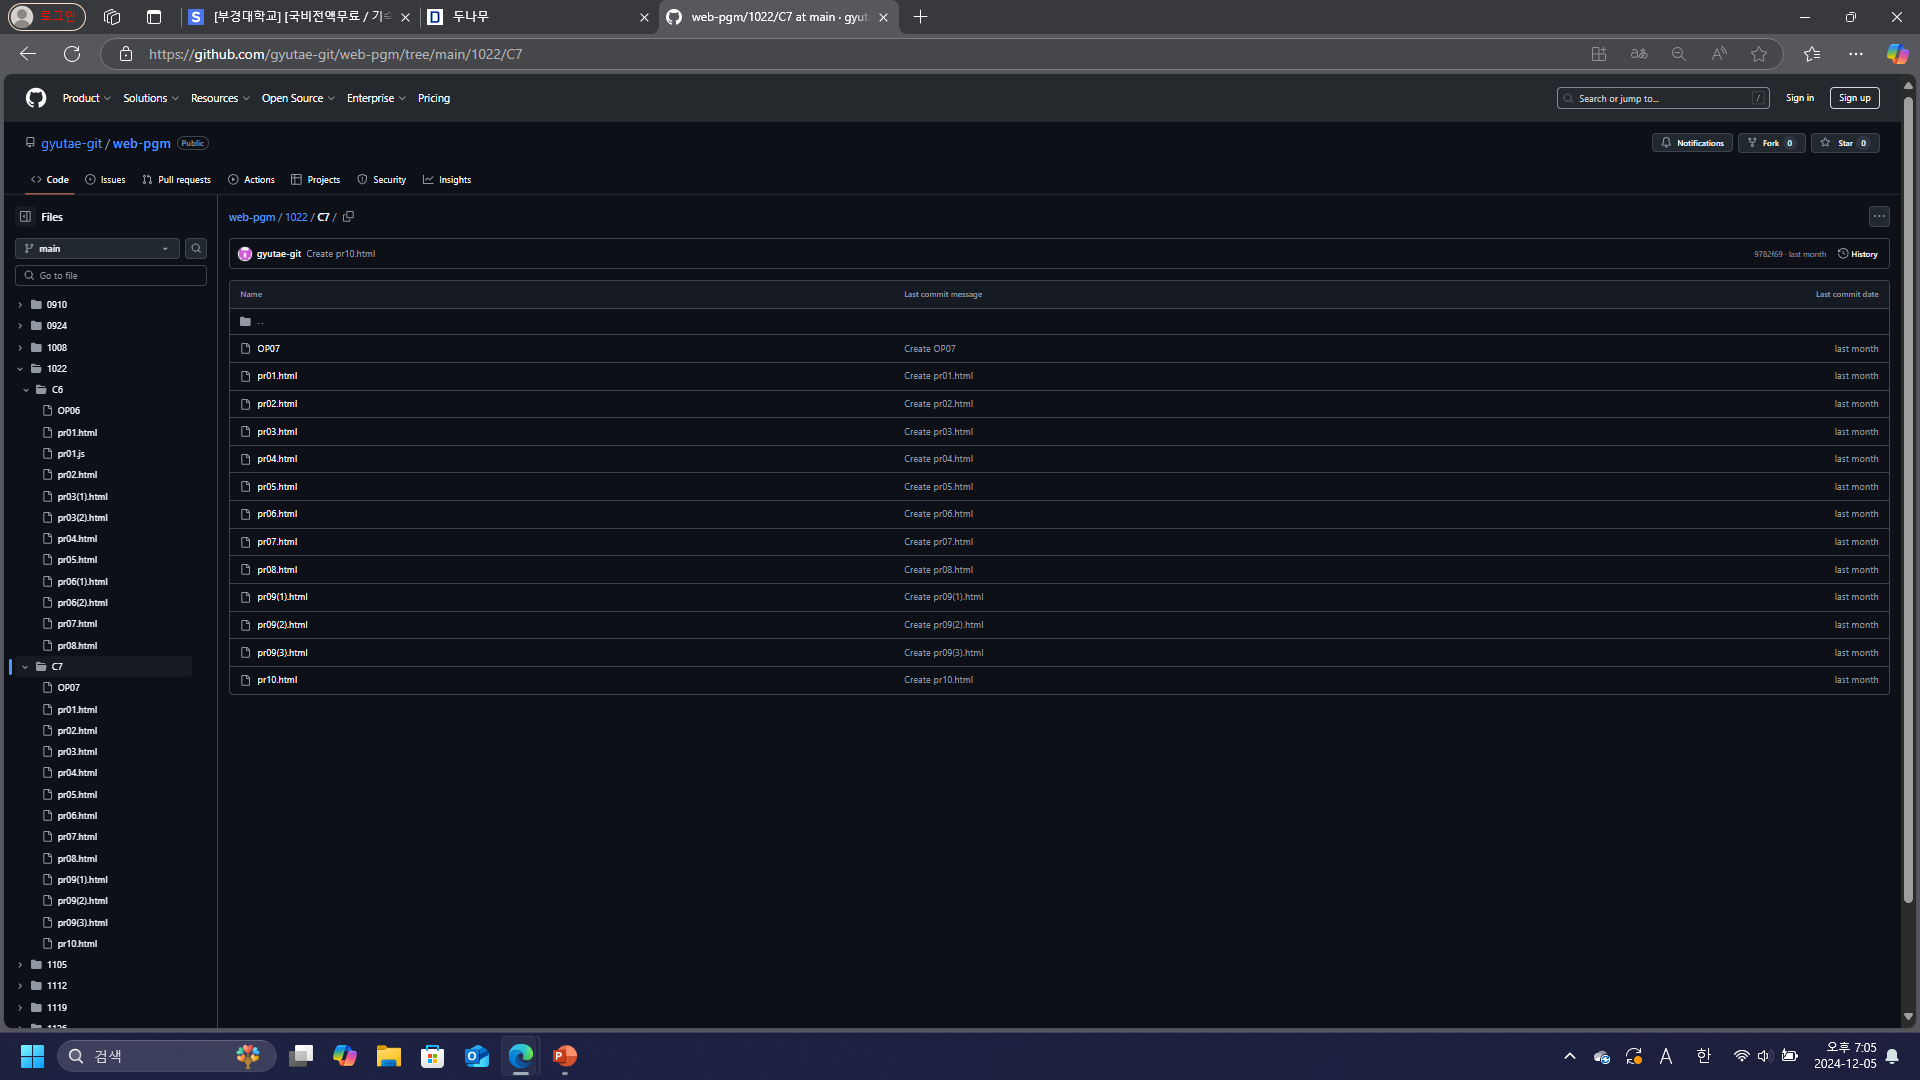 로그인
[부경대학교] [국비전액무료 / 기숙
두나무
web-pgm/1022/C7 at main · gyut
https://github.com/gyutae-git/web-pgm/tree/main/1022/C7
Product Solutions Resources Open Source Enterprise Pricing
Search or jump to... /
Sign in
Sign up
gyutae-git / web-pgm Public
Notifications
Fork 0
Star 0
Code Issues Pull requests Actions Projects Security Insights
Files
web-pgm / 1022 / C7 /
main
gyutae-git Create pr10.html
9782f69 · last month
History
Go to file
Name Last commit message Last commit date
..
OP07 Create OP07 last month
pr01.html Create pr01.html last month
pr02.html Create pr02.html last month
pr03.html Create pr03.html last month
pr04.html Create pr04.html last month
pr05.html Create pr05.html last month
pr06.html Create pr06.html last month
pr07.html Create pr07.html last month
pr08.html Create pr08.html last month
pr09(1).html Create pr09(1).html last month
pr09(2).html Create pr09(2).html last month
pr09(3).html Create pr09(3).html last month
pr10.html Create pr10.html last month
0910
0924
1008
1022
C6
OP06
pr01.html
pr01.js
pr02.html
pr03(1).html
pr03(2).html
pr04.html
pr05.html
pr06(1).html
pr06(2).html
pr07.html
pr08.html
C7
OP07
pr01.html
pr02.html
pr03.html
pr04.html
pr05.html
pr06.html
pr07.html
pr08.html
pr09(1).html
pr09(2).html
pr09(3).html
pr10.html
1105
1112
1119
검색
A
한
오후 7:05
2024-12-05